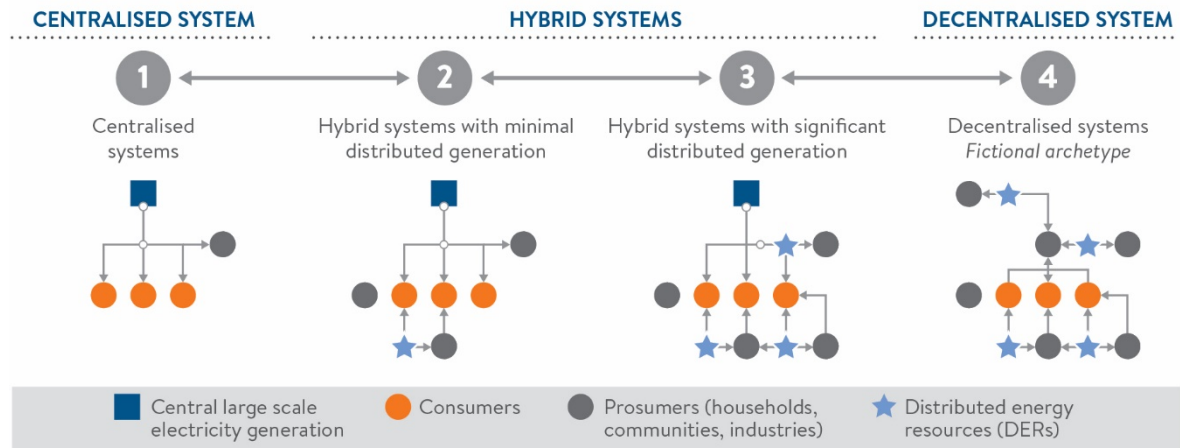 CENTRALISED SYSTEM
HYBRID SYSTEMS
DECENTRALISED SYSTEM
1
2
3
4
Centralised
systems
Hybrid systems with minimal
distributed generation
Hybrid systems with significant
distributed generation
Decentralised systems
Fictional archetype
Central large scale
electricity generation
Consumers
Prosumers (households,
communities, industries)
Distributed energy
resources (DERs)